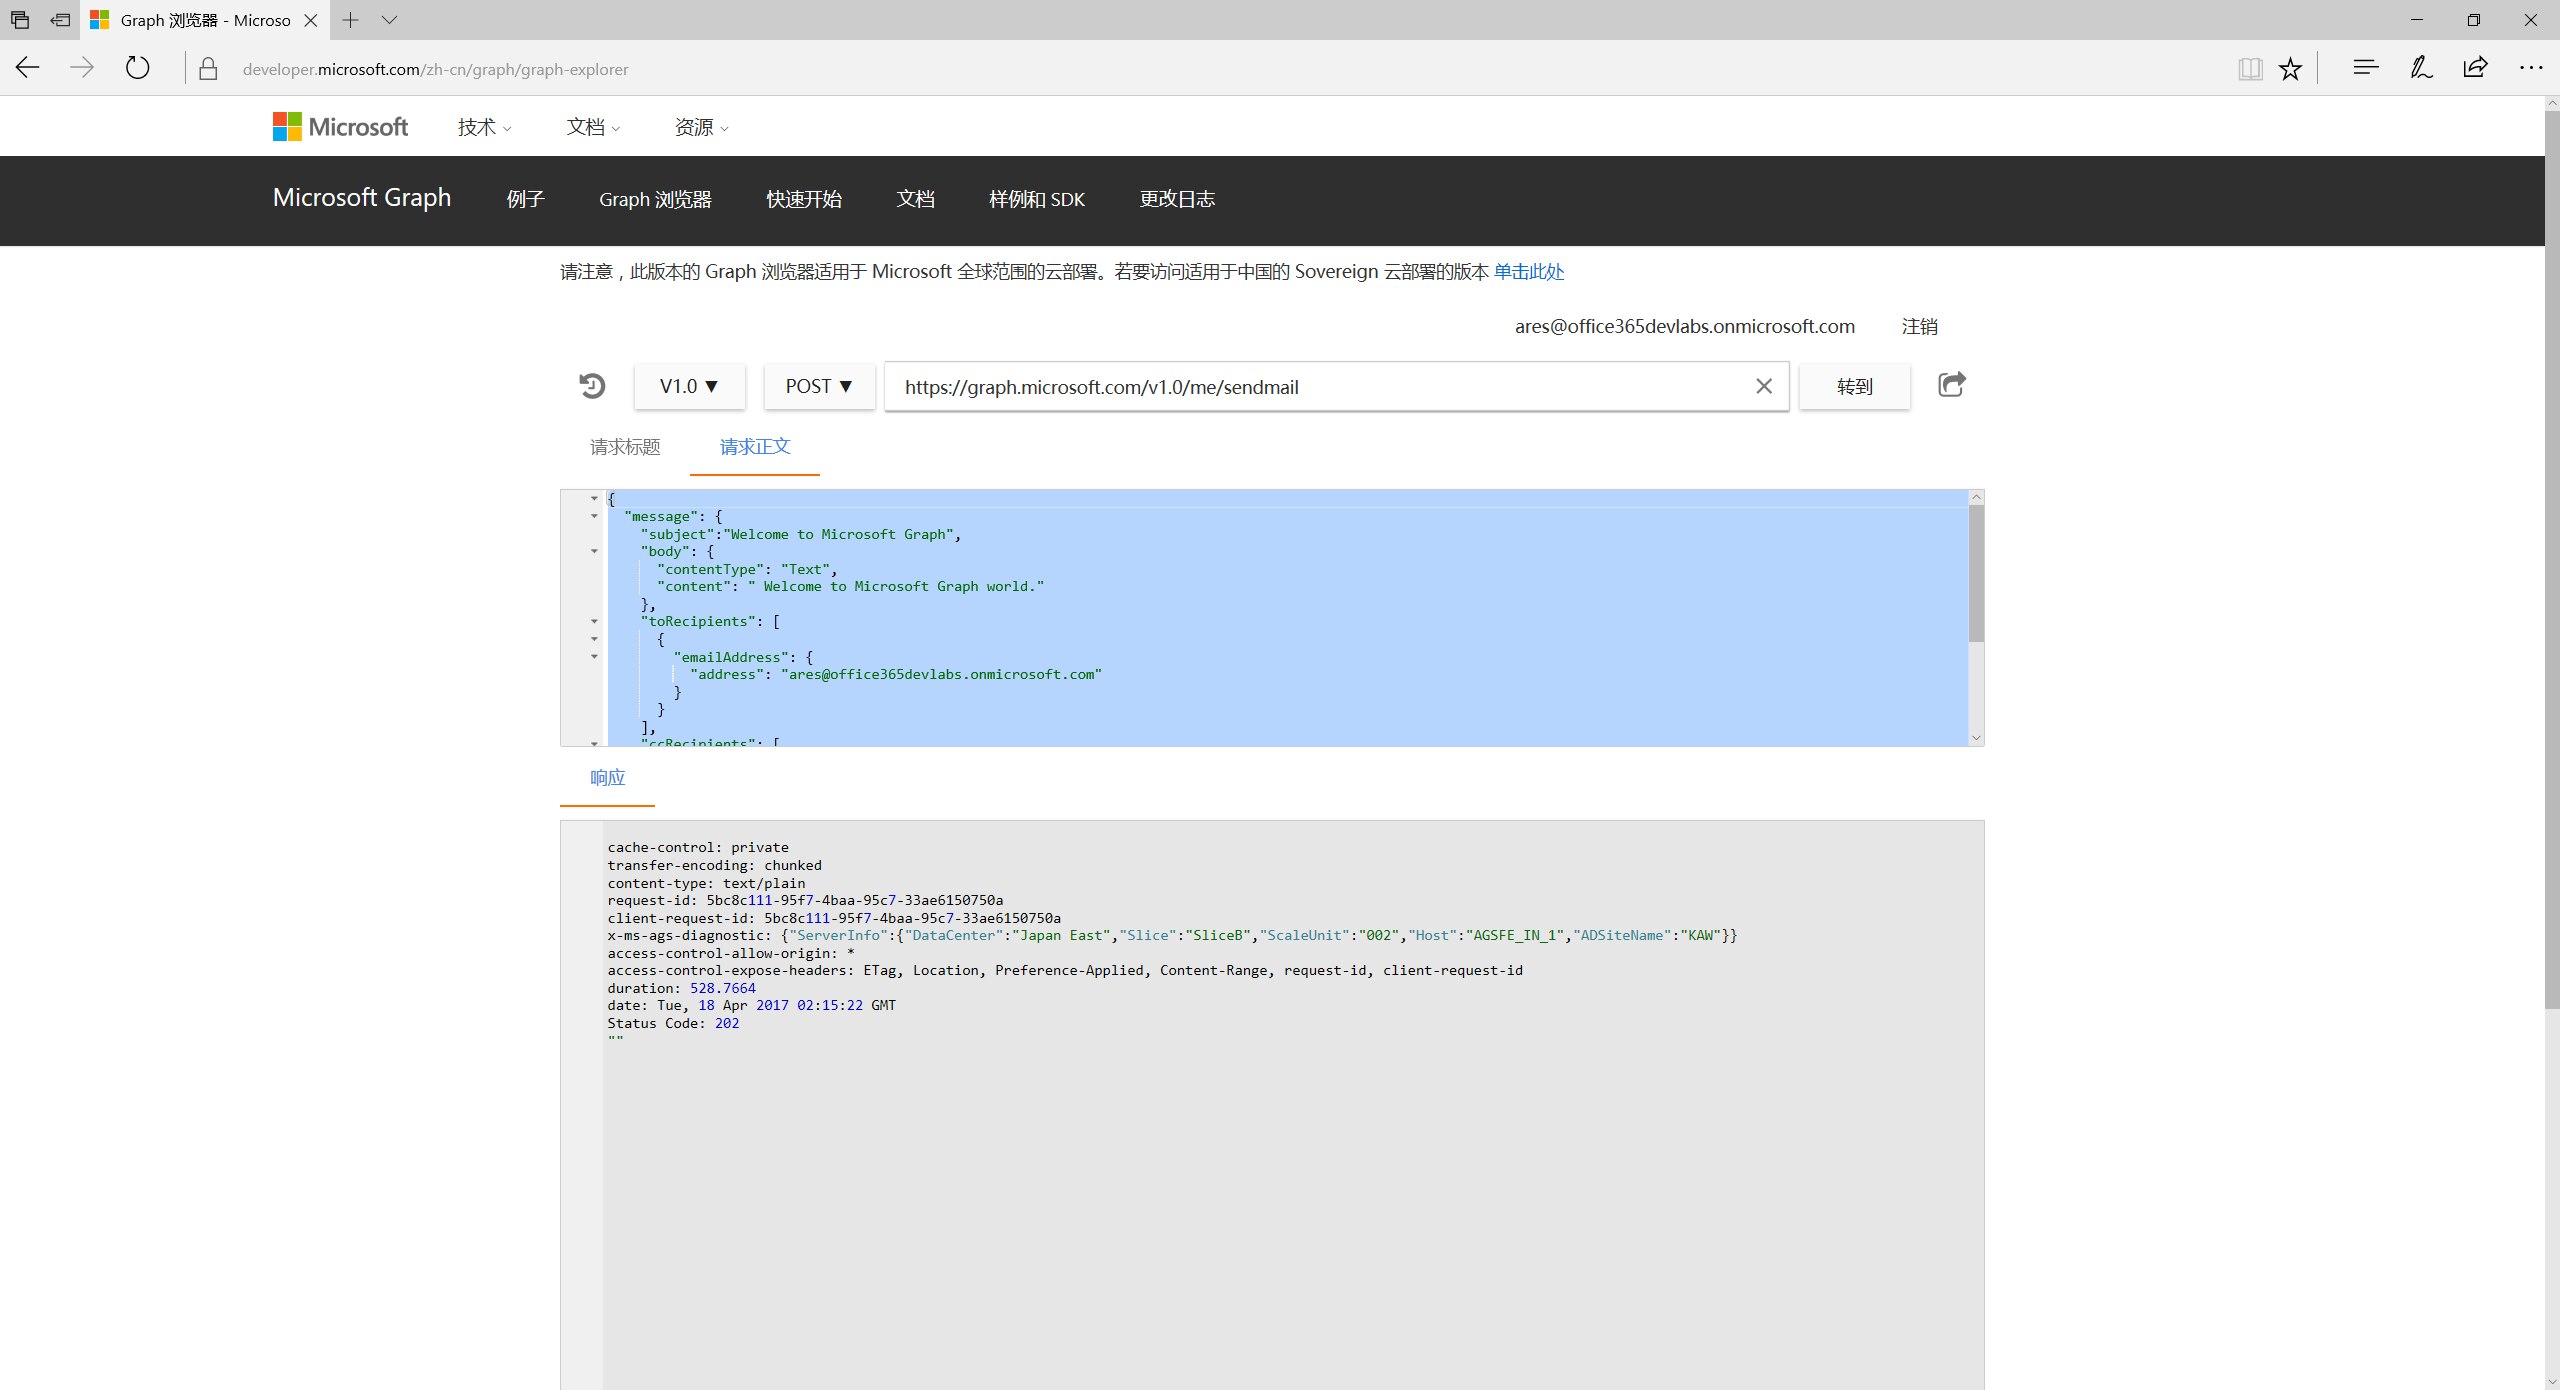 Graph 浏览器 - Microso
developer.microsoft.com/zh-cn/graph/graph-explorer
Microsoft 技术 文档 资源
Microsoft Graph 例子 Graph 浏览器 快速开始 文档 样例和 SDK 更改日志
请注意，此版本的 Graph 浏览器适用于 Microsoft 全球范围的云部署。若要访问适用于中国的 Sovereign 云部署的版本 单击此处
ares@office365devlabs.onmicrosoft.com 注销
V1.0 ▼ POST ▼ https://graph.microsoft.com/v1.0/me/sendmail 转到
请求标题 请求正文
{
"message": {
"subject":"Welcome to Microsoft Graph",
"body": {
"contentType": "Text",
"content": " Welcome to Microsoft Graph world."
},
"toRecipients": [
{
"emailAddress": {
"address": "ares@office365devlabs.onmicrosoft.com"
}
}
],
"ccRecipients": [
响应
cache-control: private
transfer-encoding: chunked
content-type: text/plain
request-id: 5bc8c111-95f7-4baa-95c7-33ae6150750a
client-request-id: 5bc8c111-95f7-4baa-95c7-33ae6150750a
x-ms-ags-diagnostic: {"ServerInfo":{"DataCenter":"Japan East","Slice":"SliceB","ScaleUnit":"002","Host":"AGSFE_IN_1","ADSiteName":"KAW"}}
access-control-allow-origin: *
access-control-expose-headers: ETag, Location, Preference-Applied, Content-Range, request-id, client-request-id
duration: 528.7664
date: Tue, 18 Apr 2017 02:15:22 GMT
Status Code: 202
""